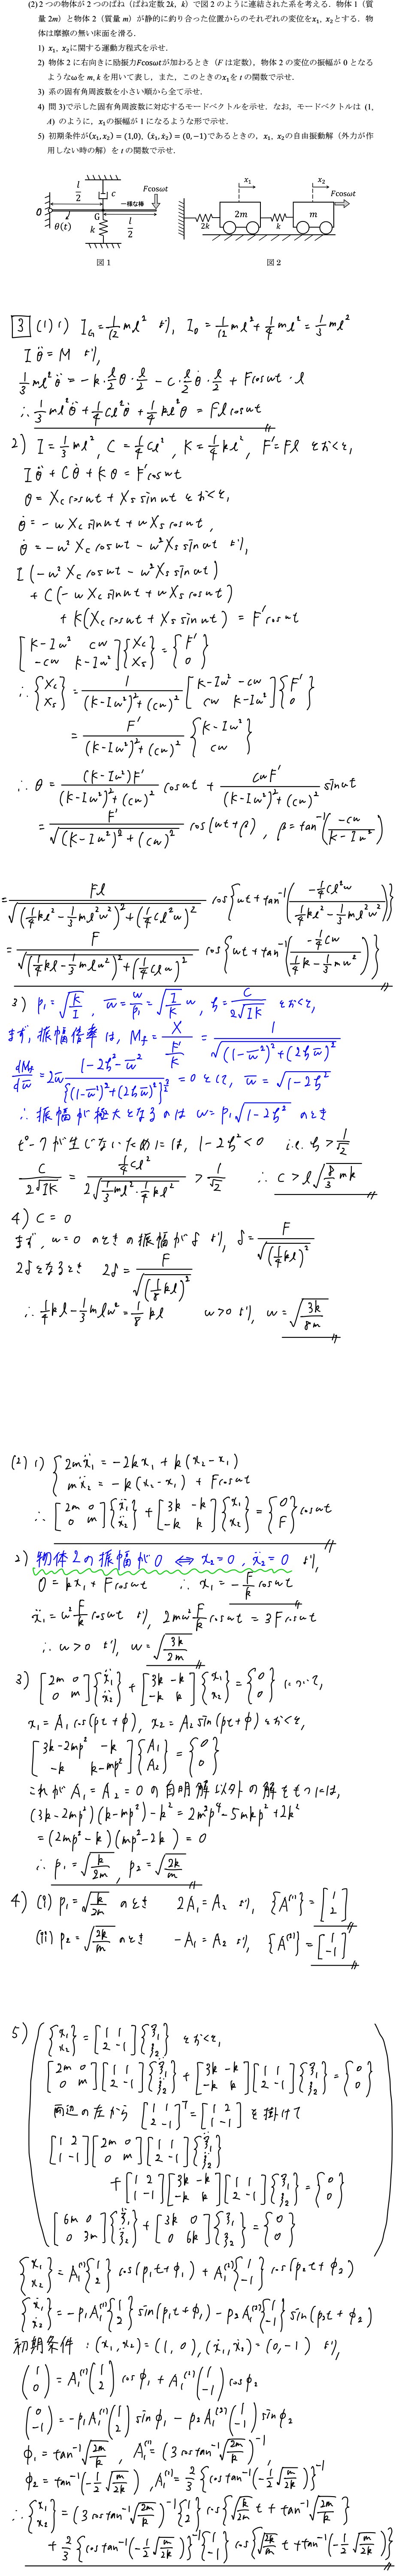 (2) 2 つの物体が 2 つのばね（ばね定数 2k, k）で図 2 のように連結された系を考える．物体 1（質
量 2m）と物体 2（質量 m）が静的に釣り合った位置からのそれぞれの変位をx₁, x₂とする．物
体は摩擦の無い床面を滑る．
1) x₁, x₂に関する運動方程式を示せ．
2) 物体 2 に右向きに励振力Fcosωtが加わるとき（F は定数），物体 2 の変位の振幅が 0 となる
ようなωを m, k を用いて表し，また，このときのx₁を t の関数で示せ．
3) 系の固有角周波数を小さい順から全て示せ．
4) 問 3)で示した固有角周波数に対応するモードベクトルを示せ．なお，モードベクトルは (1,
A) のように，x₁の振幅が 1 になるような形で示せ．
5) 初期条件が(x₁, x₂) = (1,0), (ẋ₁, ẋ₂) = (0, −1)であるときの，x₁, x₂の自由振動解（外力が作
用しない時の解）を t の関数で示せ．
l/2 c 一様な棒 Fcosωt
O G θ(t) k l/2
x₁ x₂ Fcosωt
2k 2m k m
図 1 図 2
3 (1) 1) I_G = 1/12 ml² より, I_0 = 1/12 ml² + 1/4 ml² = 1/3 ml²
Iθ̈ = M より,
1/3 ml²θ̈ = −k·l/2 θ·l/2 − c·l/2 θ̇·l/2 + Fcosωt·l
∴ 1/3 ml²θ̈ + 1/4 cl²θ̇ + 1/4 kl²θ = Fl cosωt
2) I = 1/3 ml², C = 1/4 cl², K = 1/4 kl², F' = Fl とおくと,
Iθ̈ + Cθ̇ + Kθ = F'cosωt
θ = Xc cosωt + Xs sinωt とおくと,
θ̇ = −ωXc sinωt + ωXs cosωt,
θ̈ = −ω²Xc cosωt − ω²Xs sinωt より,
I(−ω²Xc cosωt − ω²Xs sinωt)
+ C(−ωXc sinωt + ωXs cosωt)
+ K(Xc cosωt + Xs sinωt) = F'cosωt
[K−Iω² cω; −cω K−Iω²]{Xc; Xs} = {F'; 0}
∴ {Xc; Xs} = 1/((K−Iω²)²+(cω)²) [K−Iω² −cω; cω K−Iω²]{F'; 0}
= F'/((K−Iω²)²+(cω)²) {K−Iω²; cω}
∴ θ = (K−Iω²)F'/((K−Iω²)²+(cω)²) cosωt + cωF'/((K−Iω²)²+(cω)²) sinωt
= F'/√((K−Iω²)²+(cω)²) cos(ωt+β), β = tan⁻¹(−cω/(K−Iω²))
= Fl/√((1/4 kl² − 1/3 ml²ω²)² + (1/4 cl²ω)²) cos{ωt + tan⁻¹(−1/4 cl²ω/(1/4 kl² − 1/3 ml²ω²))}
= F/√((1/4 kl − 1/3 mlω²)² + (1/4 clω)²) cos{ωt + tan⁻¹(−1/4 cω/(1/4 k − 1/3 mω²))}
3) p₁ = √(K/I), ω̄ = ω/p₁ = √(I/K) ω, ζ = C/(2√(IK)) とおくと,
まず, 振幅倍率は, M_f = X/(F'/K) = 1/√((1−ω̄²)²+(2ζω̄)²)
dM_f/dω̄ = 2ω̄ (1−2ζ²−ω̄²)/{(1−ω̄²)²+(2ζω̄)²}^(3/2) = 0 として, ω̄ = √(1−2ζ²)
∴ 振幅が極大となるのは ω = p₁√(1−2ζ²) のとき
ピークが生じないためには, 1−2ζ² < 0 i.e. ζ > 1/√2
C/(2√(IK)) = (1/4 cl²)/(2√(1/3 ml²·1/4 kl²)) > 1/√2 ∴ c > l√(8/3 mk)
4) C = 0
まず, ω = 0 のときの振幅が δ より, δ = F/√((1/4 kl)²)
2δとなるとき 2δ = F/√((1/8 kl)²)
∴ 1/4 kl − 1/3 mlω² = 1/8 kl ω > 0 より, ω = √(3k/8m)
(2) 1) { 2mẍ₁ = −2kx₁ + k(x₂−x₁)
mẍ₂ = −k(x₂−x₁) + Fcosωt
∴ [2m 0; 0 m]{ẍ₁; ẍ₂} + [3k −k; −k k]{x₁; x₂} = {0; F}cosωt
2) 物体2の振幅が0 ⇔ x₂ = 0, ẍ₂ = 0 より,
0 = kx₁ + Fcosωt ∴ x₁ = −F/k cosωt
ẍ₁ = ω² F/k cosωt より, 2mω² F/k cosωt = 3Fcosωt
∴ ω > 0 より, ω = √(3k/2m)
3) [2m 0; 0 m]{ẍ₁; ẍ₂} + [3k −k; −k k]{x₁; x₂} = {0; 0} について,
x₁ = A₁cos(pt+φ), x₂ = A₂sin(pt+φ) とおくと,
[3k−2mp² −k; −k k−mp²]{A₁; A₂} = {0; 0}
これが A₁ = A₂ = 0 の自明解以外の解をもつには,
(3k−2mp²)(k−mp²) − k² = 2m²p⁴ − 5mkp² + 2k²
= (2mp²−k)(mp²−2k) = 0
∴ p₁ = √(k/2m), p₂ = √(2k/m)
4) (i) p₁ = √(k/2m) のとき 2A₁ = A₂ より, {A⁽¹⁾} = [1; 2]
(ii) p₂ = √(2k/m) のとき −A₁ = A₂ より, {A⁽²⁾} = [1; −1]
5) {x₁; x₂} = [1 1; 2 −1]{ξ₁; ξ₂} とおくと,
[2m 0; 0 m][1 1; 2 −1]{ξ̈₁; ξ̈₂} + [3k −k; −k k][1 1; 2 −1]{ξ₁; ξ₂} = {0; 0}
両辺の左から [1 1; 2 −1]ᵀ = [1 2; 1 −1] を掛けて
[1 2; 1 −1][2m 0; 0 m][1 1; 2 −1]{ξ̈₁; ξ̈₂}
+ [1 2; 1 −1][3k −k; −k k][1 1; 2 −1]{ξ₁; ξ₂} = {0; 0}
[6m 0; 0 3m]{ξ̈₁; ξ̈₂} + [3k 0; 0 6k]{ξ₁; ξ₂} = {0; 0}
{x₁; x₂} = A₁⁽¹⁾{1; 2}cos(p₁t+φ₁) + A₁⁽²⁾{1; −1}cos(p₂t+φ₂)
{ẋ₁; ẋ₂} = −p₁A₁⁽¹⁾{1; 2}sin(p₁t+φ₁) − p₂A₁⁽²⁾{1; −1}sin(p₂t+φ₂)
初期条件 : (x₁, x₂) = (1, 0), (ẋ₁, ẋ₂) = (0, −1) より,
(1; 0) = A₁⁽¹⁾(1; 2)cosφ₁ + A₁⁽²⁾(1; −1)cosφ₂
(0; −1) = −p₁A₁⁽¹⁾(1; 2)sinφ₁ − p₂A₁⁽²⁾(1; −1)sinφ₂
φ₁ = tan⁻¹√(2m/k), A₁⁽¹⁾ = (3cos tan⁻¹√(2m/k))⁻¹,
φ₂ = tan⁻¹(−1/2 √(m/2k)), A₁⁽²⁾ = 2/3 {cos tan⁻¹(−1/2 √(m/2k))}⁻¹
∴ {x₁; x₂} = (3cos tan⁻¹√(2m/k))⁻¹{1; 2}cos{√(k/2m) t + tan⁻¹√(2m/k)}
+ 2/3 {cos tan⁻¹(−1/2 √(m/2k))}⁻¹{1; −1}cos{√(2k/m) t + tan⁻¹(−1/2 √(m/2k))}